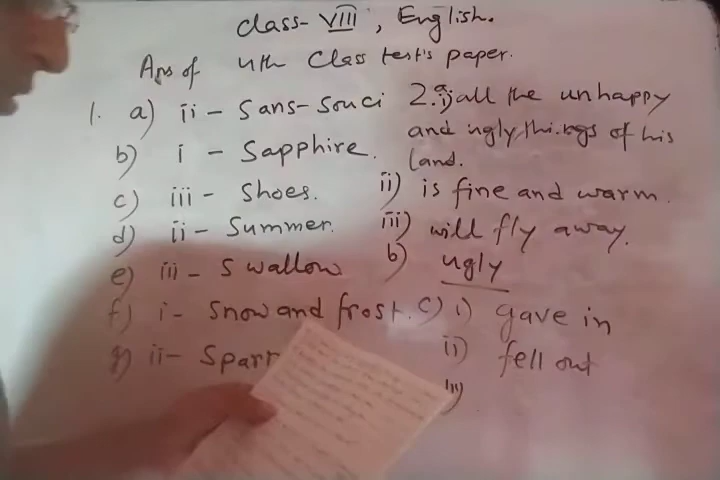 class- VIII, English.
Ans of 4th Class test's paper.
1. a) ii - Sans-Souci
b) i - Sapphire.
c) iii - Shoes.
d) ii - Summer.
e) iii - Swallow
f) i - Snow and frost.
g) ii - Sparr
2. a) i) all the unhappy
and ugly things of his
land.
ii) is fine and warm.
iii) will fly away.
b) ugly
c) i) gave in
ii) fell out
iii)